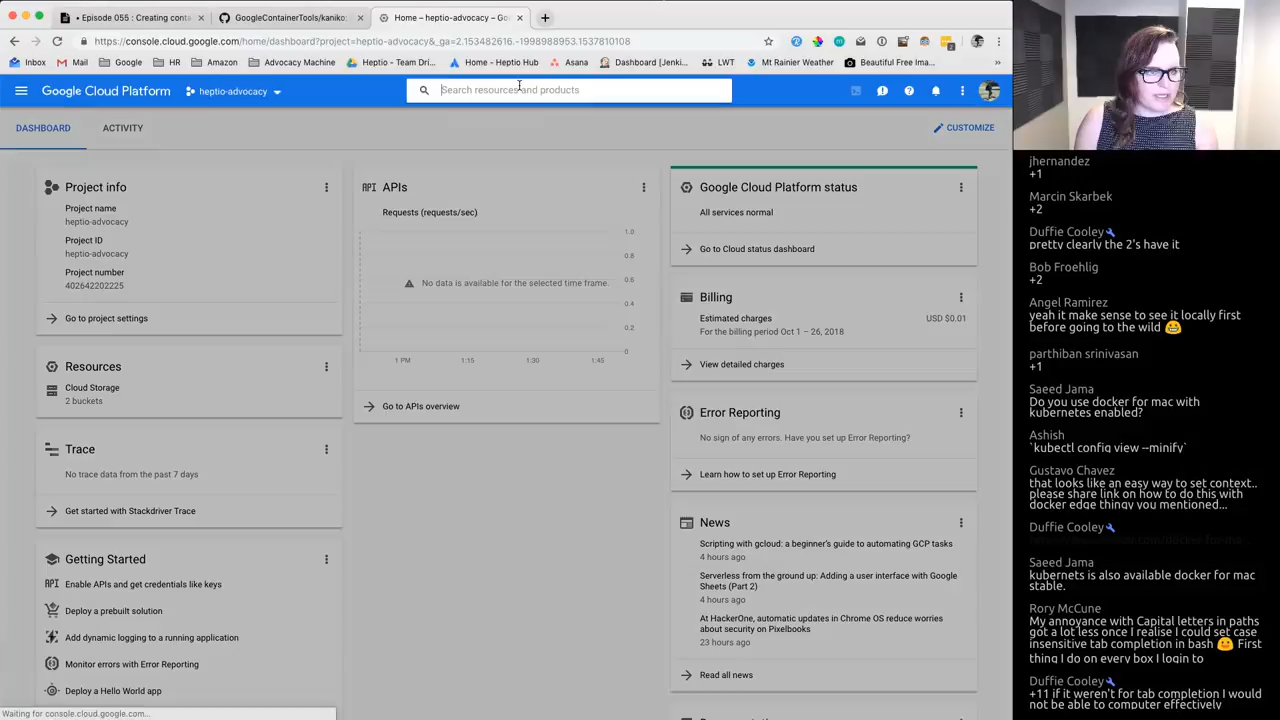 • Episode 055 : Creating conta
GoogleContainerTools/kaniko:
Home – heptio-advocacy – Goo
https://console.cloud.google.com/home/dashboard?project=heptio-advocacy&_ga=2.153482616.-1998988953.1537810108
Inbox
Mail
Google
HR
Amazon
Advocacy Machine
Heptio - Team Dri...
Home - Heptio Hub
Asana
Dashboard [Jenki...
LWT
Mt Rainier Weather
Beautiful Free Ima...
»
Google Cloud Platform
heptio-advocacy
Search resources and products
DASHBOARD
ACTIVITY
CUSTOMIZE
Project info
Project name
heptio-advocacy
Project ID
heptio-advocacy
Project number
402642202225
Go to project settings
Resources
Cloud Storage
2 buckets
Trace
No trace data from the past 7 days
Get started with Stackdriver Trace
Getting Started
API
Enable APIs and get credentials like keys
Deploy a prebuilt solution
Add dynamic logging to a running application
Monitor errors with Error Reporting
Deploy a Hello World app
API
APIs
Requests (requests/sec)
1.0
0.8
0.6
0.4
0.2
0
No data is available for the selected time frame.
1 PM
1:15
1:30
1:45
Go to APIs overview
Google Cloud Platform status
All services normal
Go to Cloud status dashboard
Billing
Estimated charges
USD $0.01
For the billing period Oct 1 – 26, 2018
View detailed charges
Error Reporting
No sign of any errors. Have you set up Error Reporting?
Learn how to set up Error Reporting
News
Scripting with gcloud: a beginner's guide to automating GCP tasks
4 hours ago
Serverless from the ground up: Adding a user interface with Google
Sheets (Part 2)
4 hours ago
At HackerOne, automatic updates in Chrome OS reduce worries
about security on Pixelbooks
23 hours ago
Read all news
Waiting for console.cloud.google.com...
jhernandez
+1
Marcin Skarbek
+2
Duffie Cooley
pretty clearly the 2's have it
Bob Froehlig
+2
Angel Ramirez
yeah it make sense to see it locally first
before going to the wild
parthiban srinivasan
+1
Saeed Jama
Do you use docker for mac with
kubernetes enabled?
Ashish
`kubectl config view --minify`
Gustavo Chavez
that looks like an easy way to set context..
please share link on how to do this with
docker edge thingy you mentioned...
Duffie Cooley
Saeed Jama
kubernets is also available docker for mac
stable.
Rory McCune
My annoyance with Capital letters in paths
got a lot less once I realise I could set case
insensitive tab completion in bash 😛 First
thing I do on every box I login to
Duffie Cooley
+11 if it weren't for tab completion I would
not be able to computer effectively